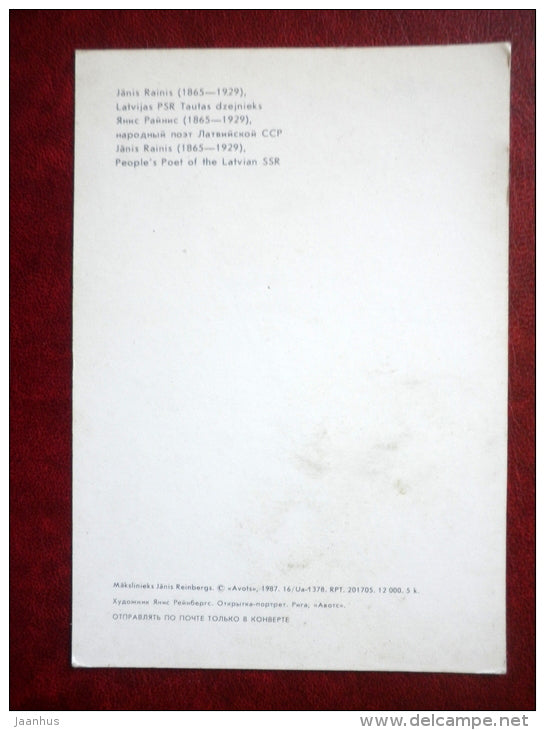 Jānis Rainis (1865—1929),
Latvijas PSR Tautas dzejnieks
Янис Райнис (1865—1929),
народный поэт Латвийской ССР
Jānis Rainis (1865—1929),
People's Poet of the Latvian SSR
Mākslinieks Jānis Reinbergs. © «Avots», 1987. 16/Ua-1378. RPT. 201705. 12 000. 5 k.
Художник Янис Рейнбергс. Открытка-портрет. Рига, «Авотс».
ОТПРАВЛЯТЬ ПО ПОЧТЕ ТОЛЬКО В КОНВЕРТЕ
jaanhus
www.delcampe.net